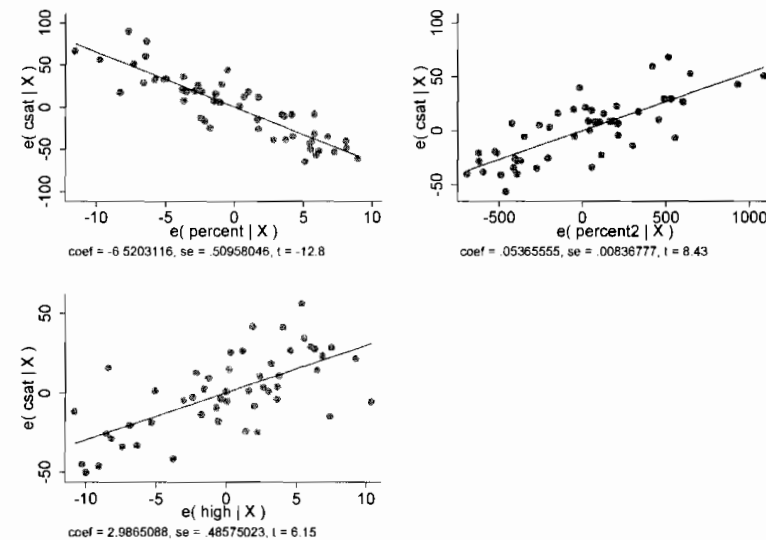 100
50
0
-50
-100
e( csat | X )
-10
-5
0
5
10
e( percent | X )
coef = -6 5203116, se = .50958046, t = -12.8
100
50
0
-50
e( csat | X )
-500
0
500
1000
e( percent2 | X )
coef = .05365555, se = .00836777, t = 8.43
50
0
-50
e( csat | X )
-10
-5
0
5
10
e( high | X )
coef = 2.9865088, se = .48575023, t = 6.15